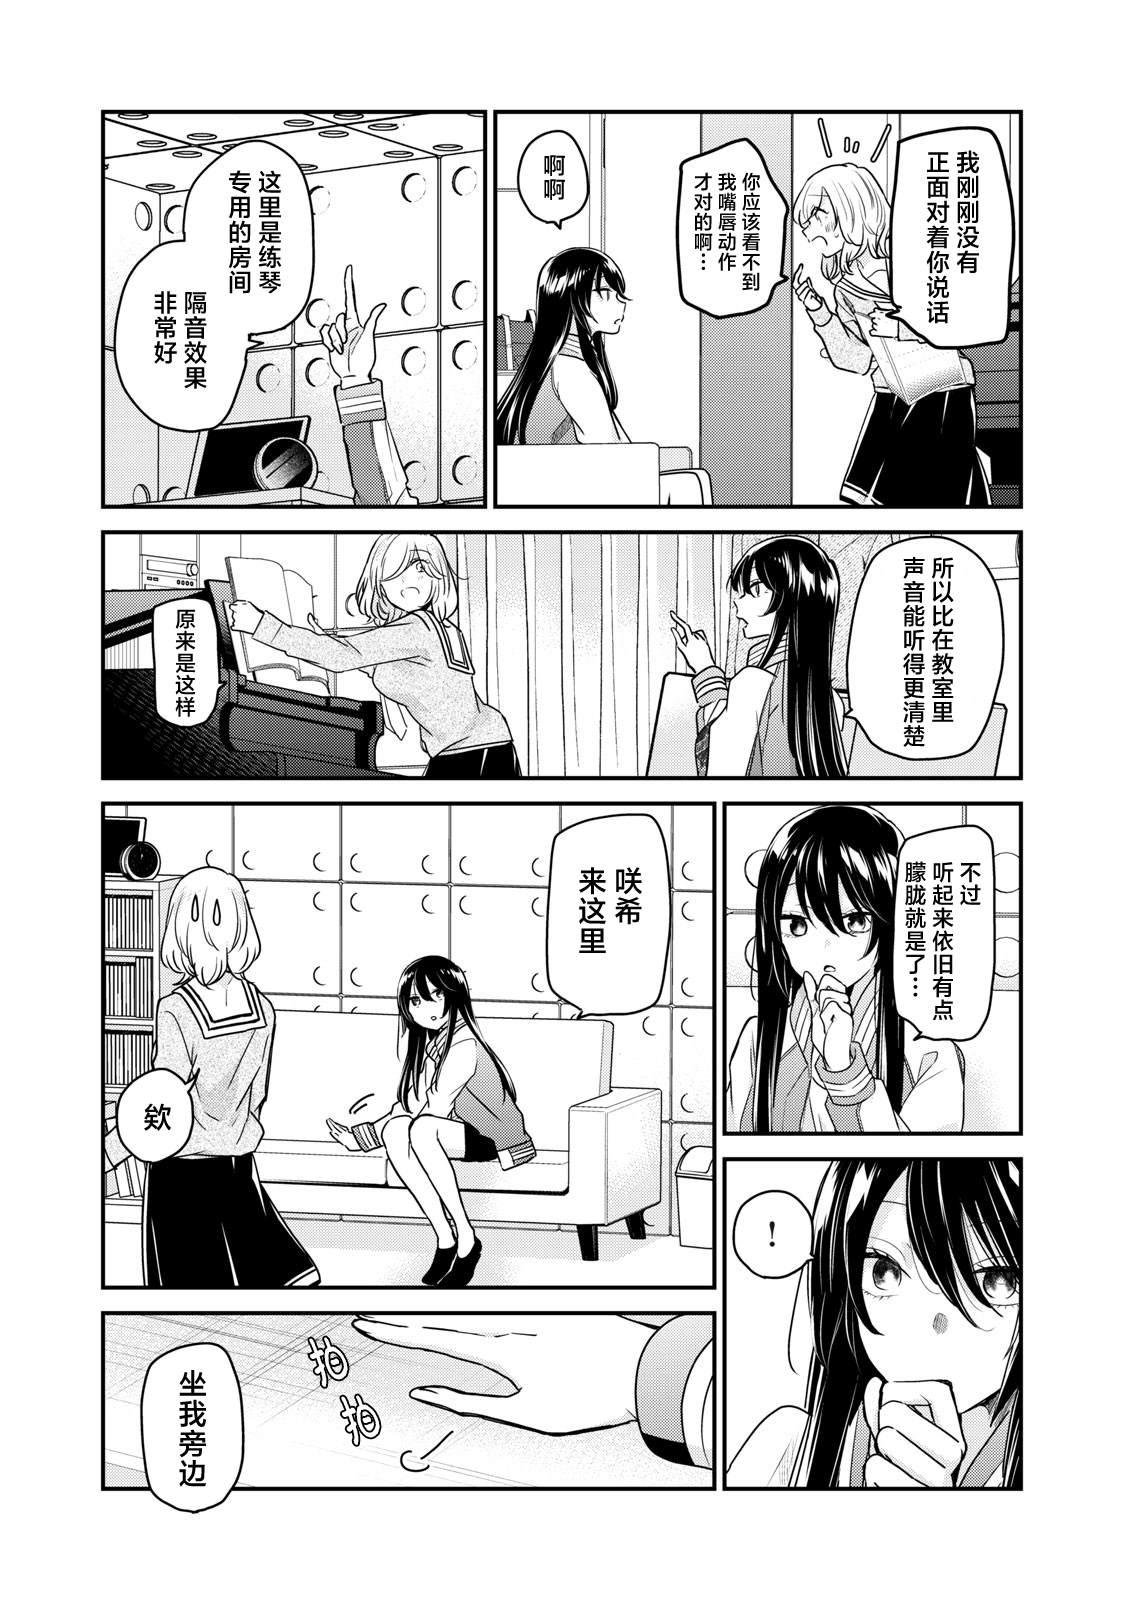 我刚刚没有
正面对着你说话
你应该看不到
我嘴唇动作
才对的啊…
啊啊
这里是练琴
专用的房间
隔音效果
非常好
所以比在教室里
声音能听得更清楚
原来是这样
不过
听起来依旧有点
朦胧就是了…
！
咲希
来这里
欸
拍
拍
坐我旁边